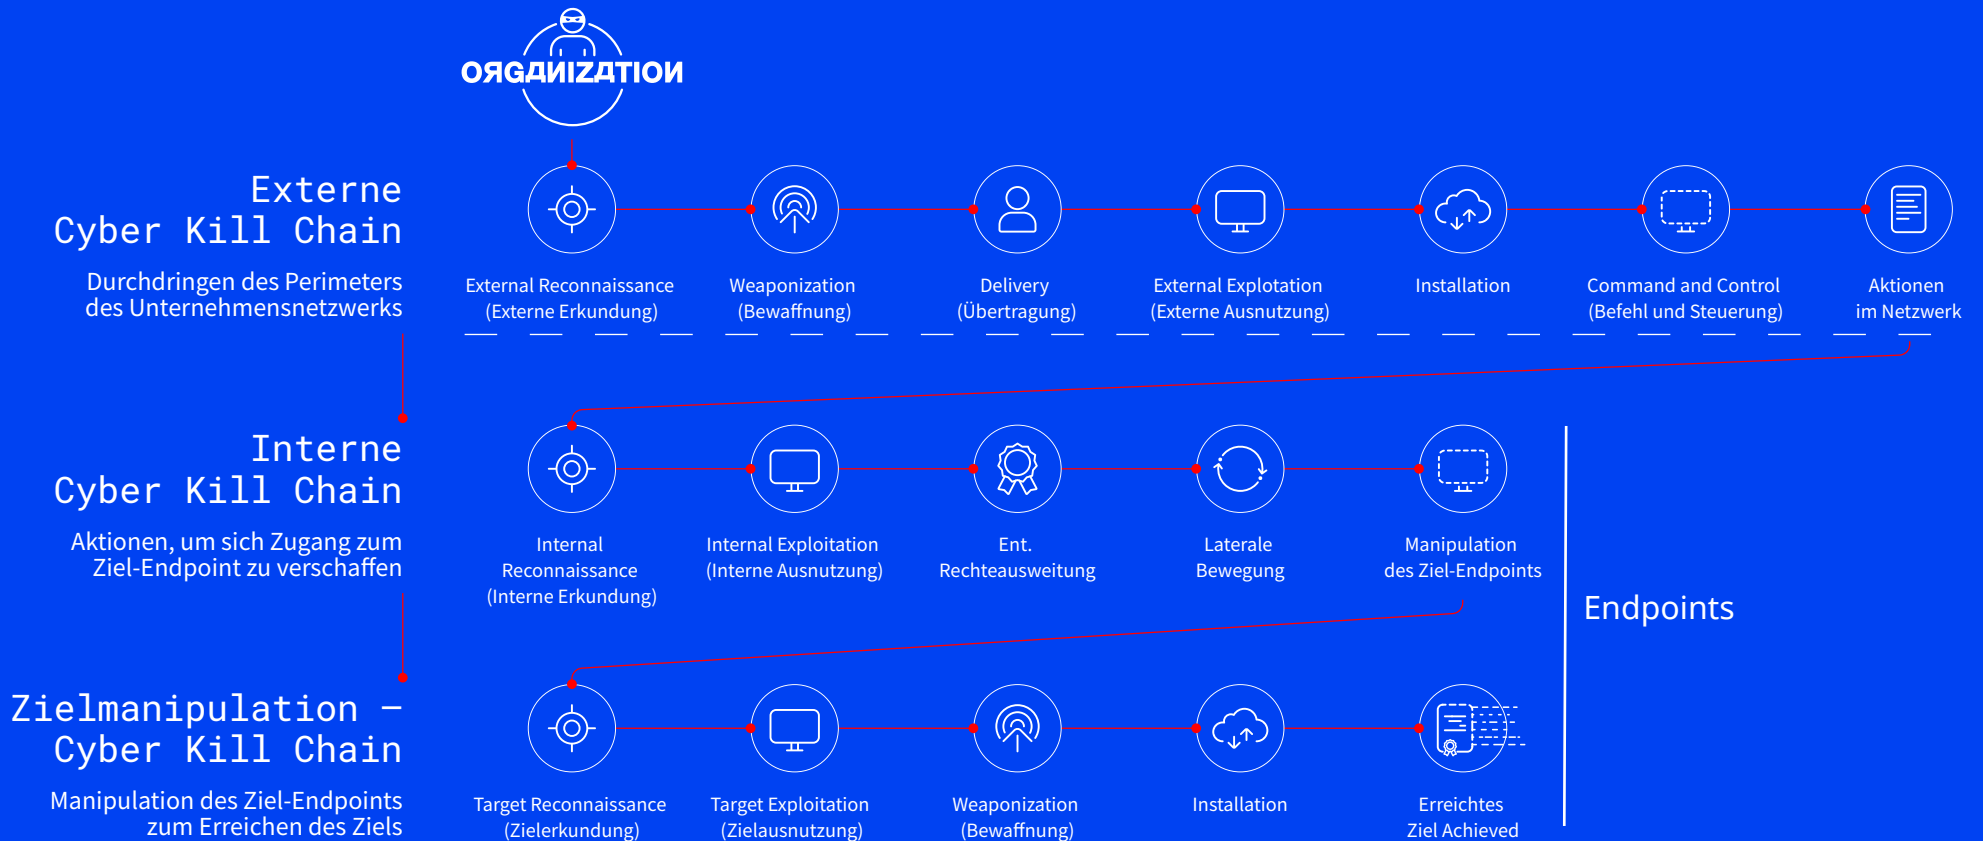 OЯGДИIZДTIOИ
Externe
Cyber Kill Chain
Durchdringen des Perimeters
des Unternehmensnetzwerks
External Reconnaissance
(Externe Erkundung)
Weaponization
(Bewaffnung)
Delivery
(Übertragung)
External Explotation
(Externe Ausnutzung)
Installation
Command and Control
(Befehl und Steuerung)
Aktionen
im Netzwerk
Interne
Cyber Kill Chain
Aktionen, um sich Zugang zum
Ziel-Endpoint zu verschaffen
Internal
Reconnaissance
(Interne Erkundung)
Internal Exploitation
(Interne Ausnutzung)
Ent.
Rechteausweitung
Laterale
Bewegung
Manipulation
des Ziel-Endpoints
Endpoints
Zielmanipulation –
Cyber Kill Chain
Manipulation des Ziel-Endpoints
zum Erreichen des Ziels
Target Reconnaissance
(Zielerkundung)
Target Exploitation
(Zielausnutzung)
Weaponization
(Bewaffnung)
Installation
Erreichtes
Ziel Achieved